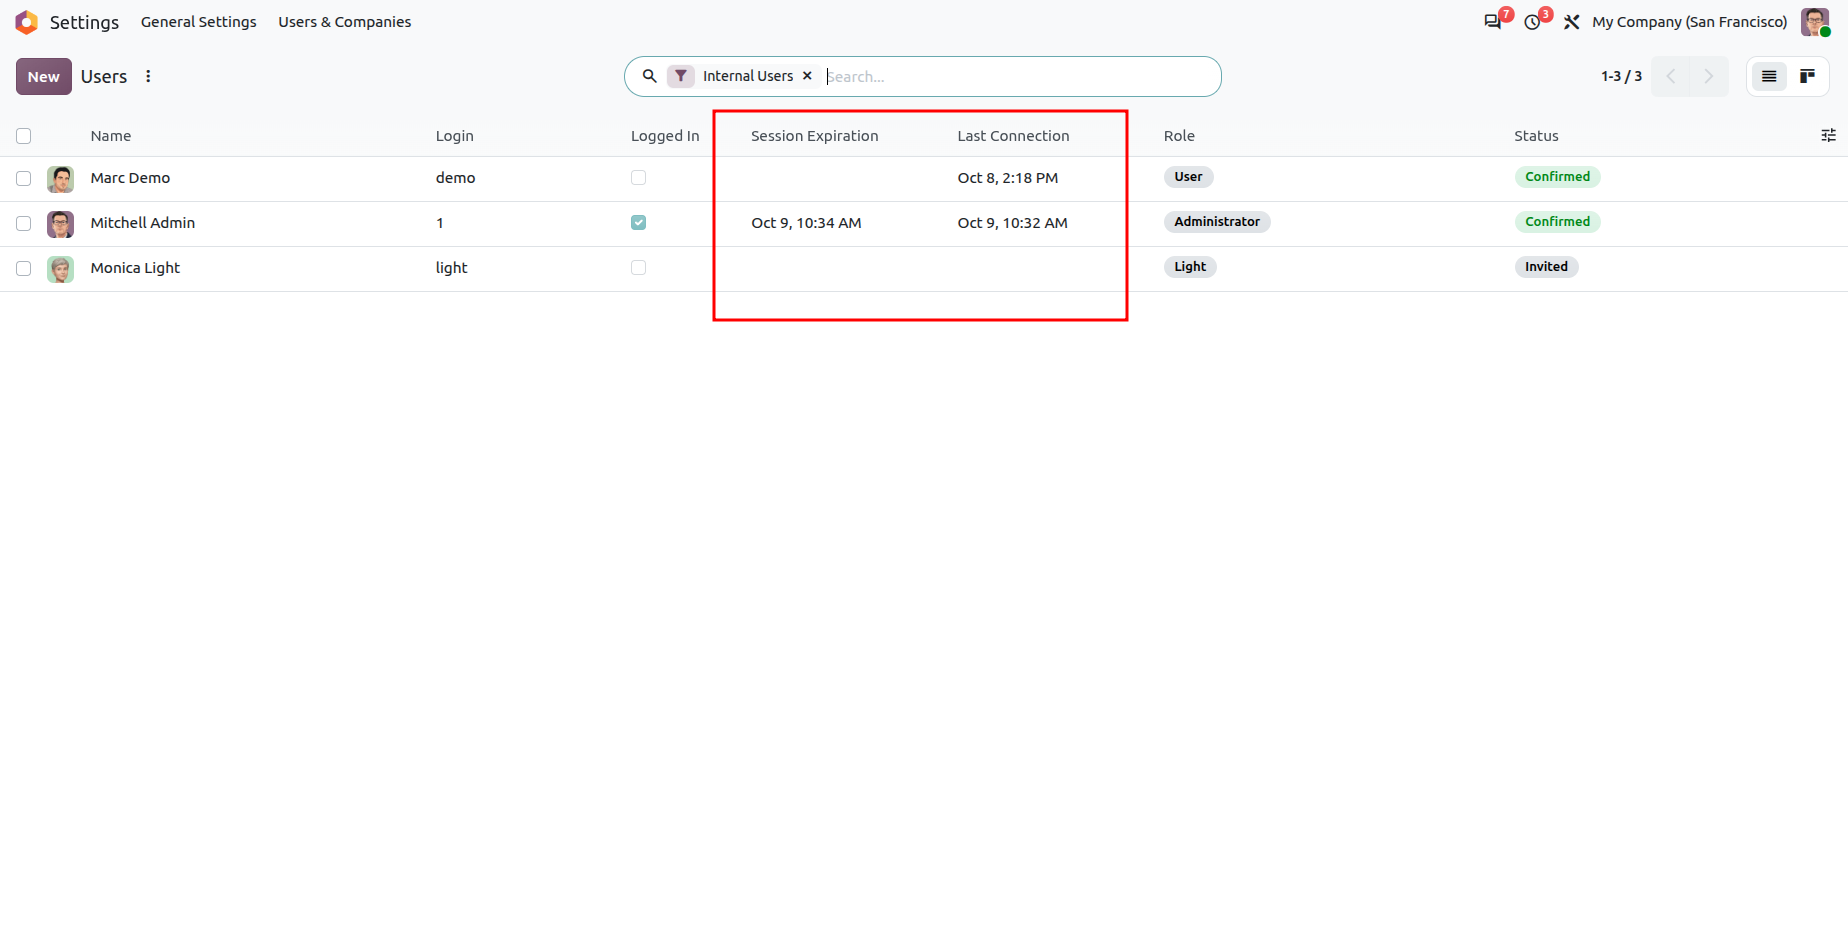 Settings General Settings Users & Companies 7 3 My Company (San Francisco)
New Users Internal Users Search... 1-3 / 3
Name Login Logged In Session Expiration Last Connection Role Status
Marc Demo demo Oct 8, 2:18 PM User Confirmed
Mitchell Admin 1 Oct 9, 10:34 AM Oct 9, 10:32 AM Administrator Confirmed
Monica Light light Light Invited